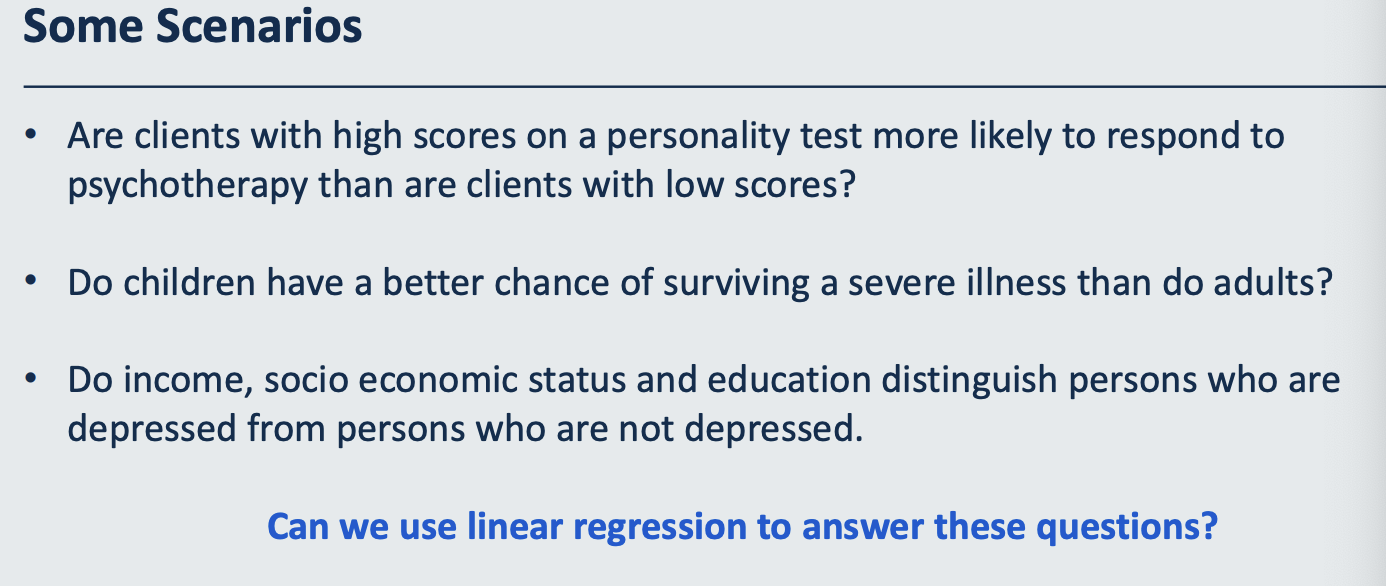 Some Scenarios
• Are clients with high scores on a personality test more likely to respond to
psychotherapy than are clients with low scores?
• Do children have a better chance of surviving a severe illness than do adults?
• Do income, socio economic status and education distinguish persons who are
depressed from persons who are not depressed.
Can we use linear regression to answer these questions?